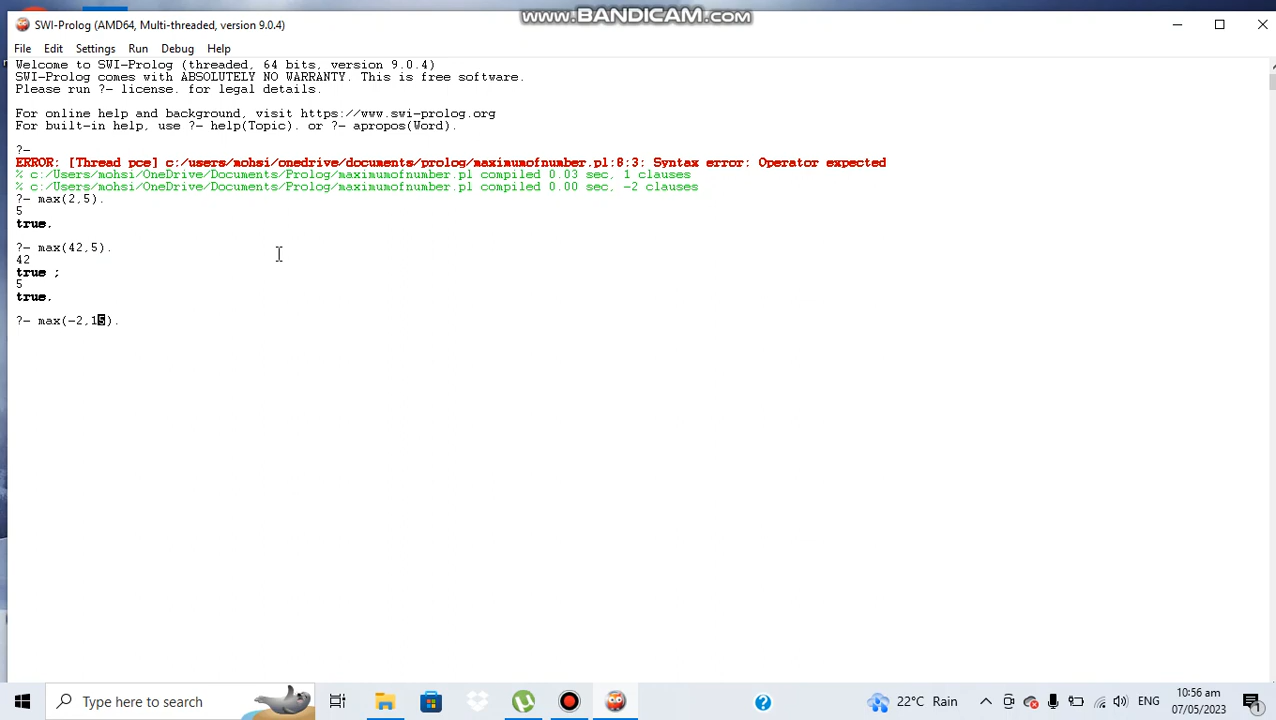 www.BANDICAM.com
SWI-Prolog (AMD64, Multi-threaded, version 9.0.4)
File Edit Settings Run Debug Help
Welcome to SWI-Prolog (threaded, 64 bits, version 9.0.4)
SWI-Prolog comes with ABSOLUTELY NO WARRANTY. This is free software.
Please run ?- license. for legal details.
For online help and background, visit https://www.swi-prolog.org
For built-in help, use ?- help(Topic). or ?- apropos(Word).
?-
ERROR: [Thread pce] c:/users/mohsi/onedrive/documents/prolog/maximumofnumber.pl:8:3: Syntax error: Operator expected
% c:/Users/mohsi/OneDrive/Documents/Prolog/maximumofnumber.pl compiled 0.03 sec, 1 clauses
% c:/Users/mohsi/OneDrive/Documents/Prolog/maximumofnumber.pl compiled 0.00 sec, -2 clauses
?- max(2,5).
5
true.
?- max(42,5).
42
true ;
5
true.
?- max(-2,15).
Type here to search
22°C Rain
ENG
10:56 am
07/05/2023
1